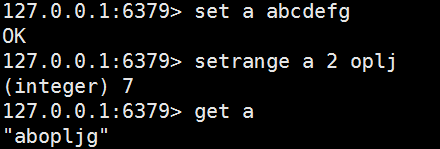 127.0.0.1:6379> set a abcdefg
OK
127.0.0.1:6379> setrange a 2 oplj
(integer) 7
127.0.0.1:6379> get a
"abopljg"